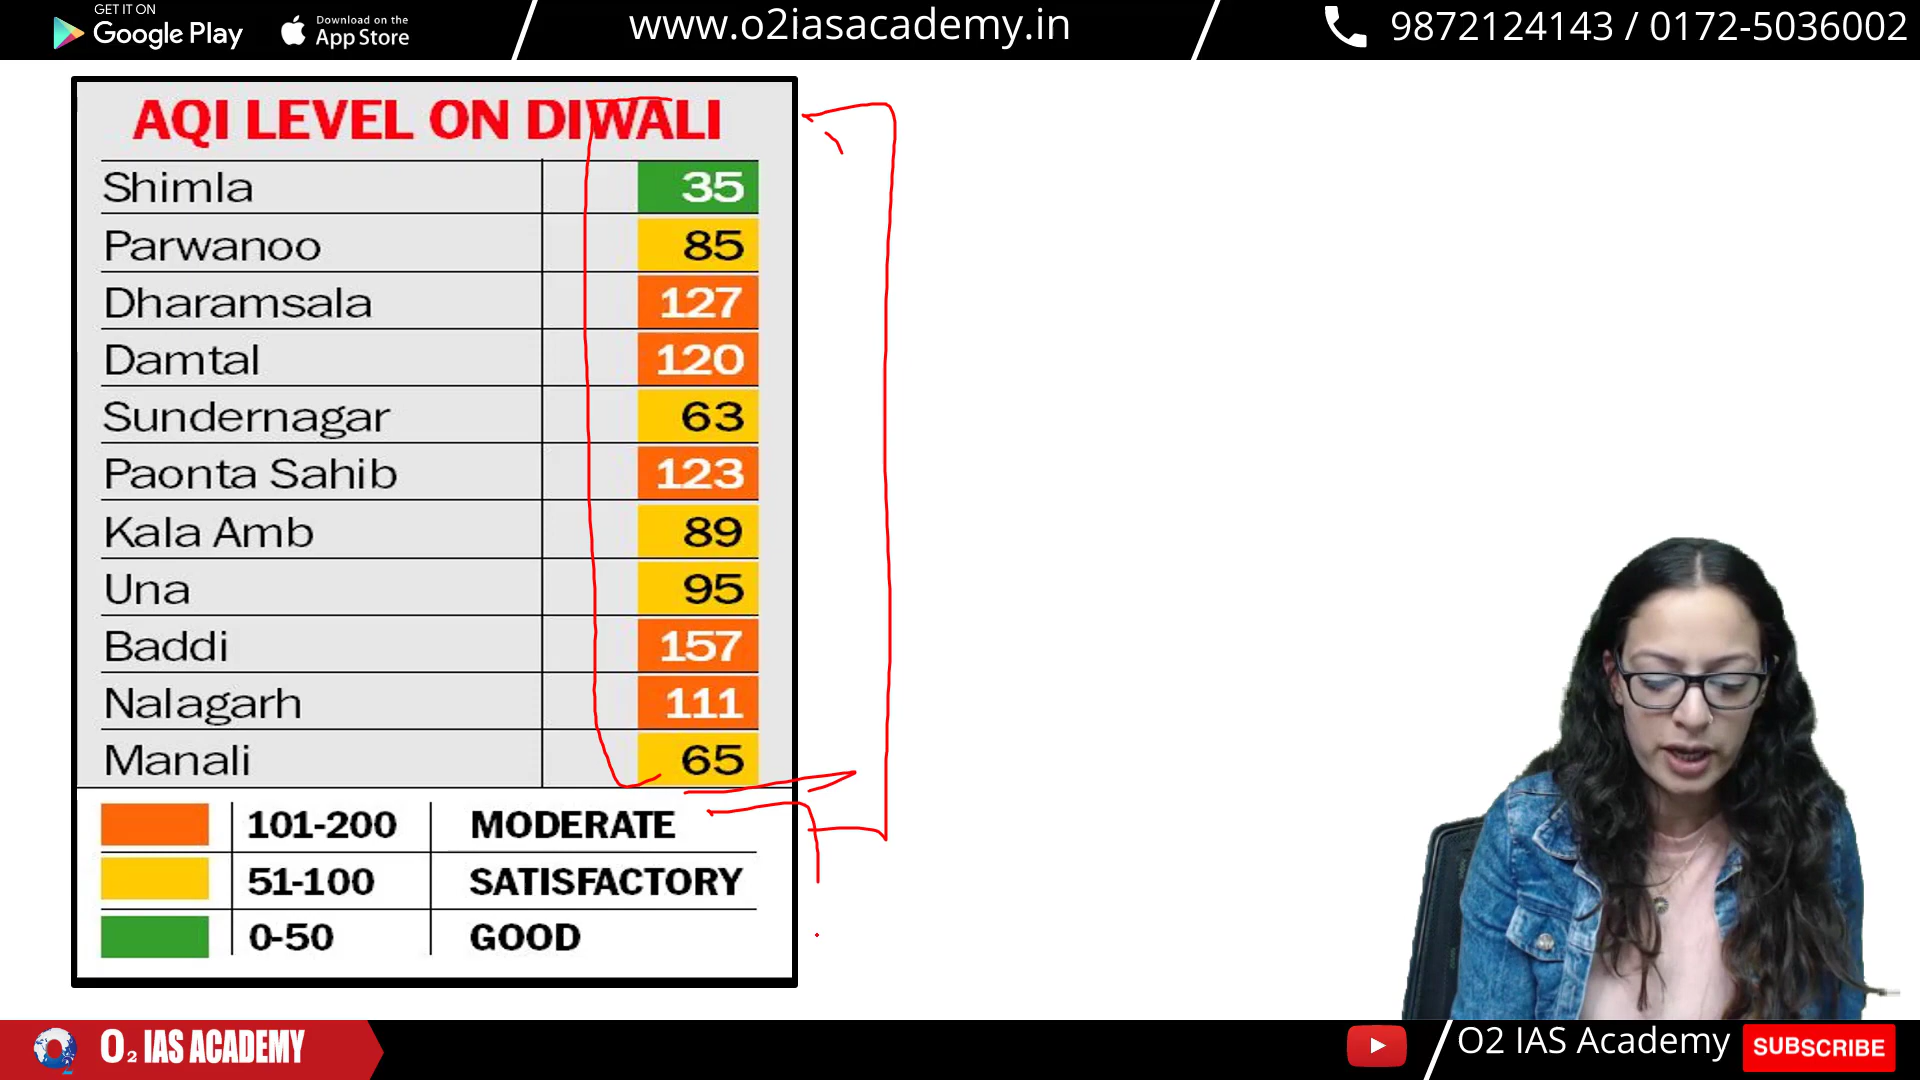 GET IT ON
Google Play
Download on the
App Store
www.o2iasacademy.in
9872124143 / 0172-5036002
AQI LEVEL ON DIWALI
Shimla 35
Parwanoo 85
Dharamsala 127
Damtal 120
Sundernagar 63
Paonta Sahib 123
Kala Amb 89
Una 95
Baddi 157
Nalagarh 111
Manali 65
101-200 MODERATE
51-100 SATISFACTORY
0-50 GOOD
O2 IAS ACADEMY
O2 IAS Academy
SUBSCRIBE